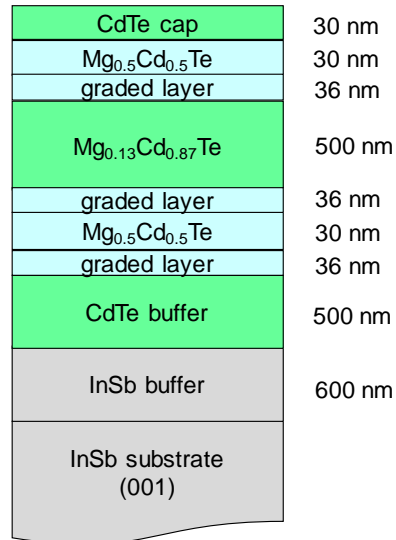 CdTe cap 30 nm
Mg0.5Cd0.5Te 30 nm
graded layer 36 nm
Mg0.13Cd0.87Te 500 nm
graded layer 36 nm
Mg0.5Cd0.5Te 30 nm
graded layer 36 nm
CdTe buffer 500 nm
InSb buffer 600 nm
InSb substrate
(001)